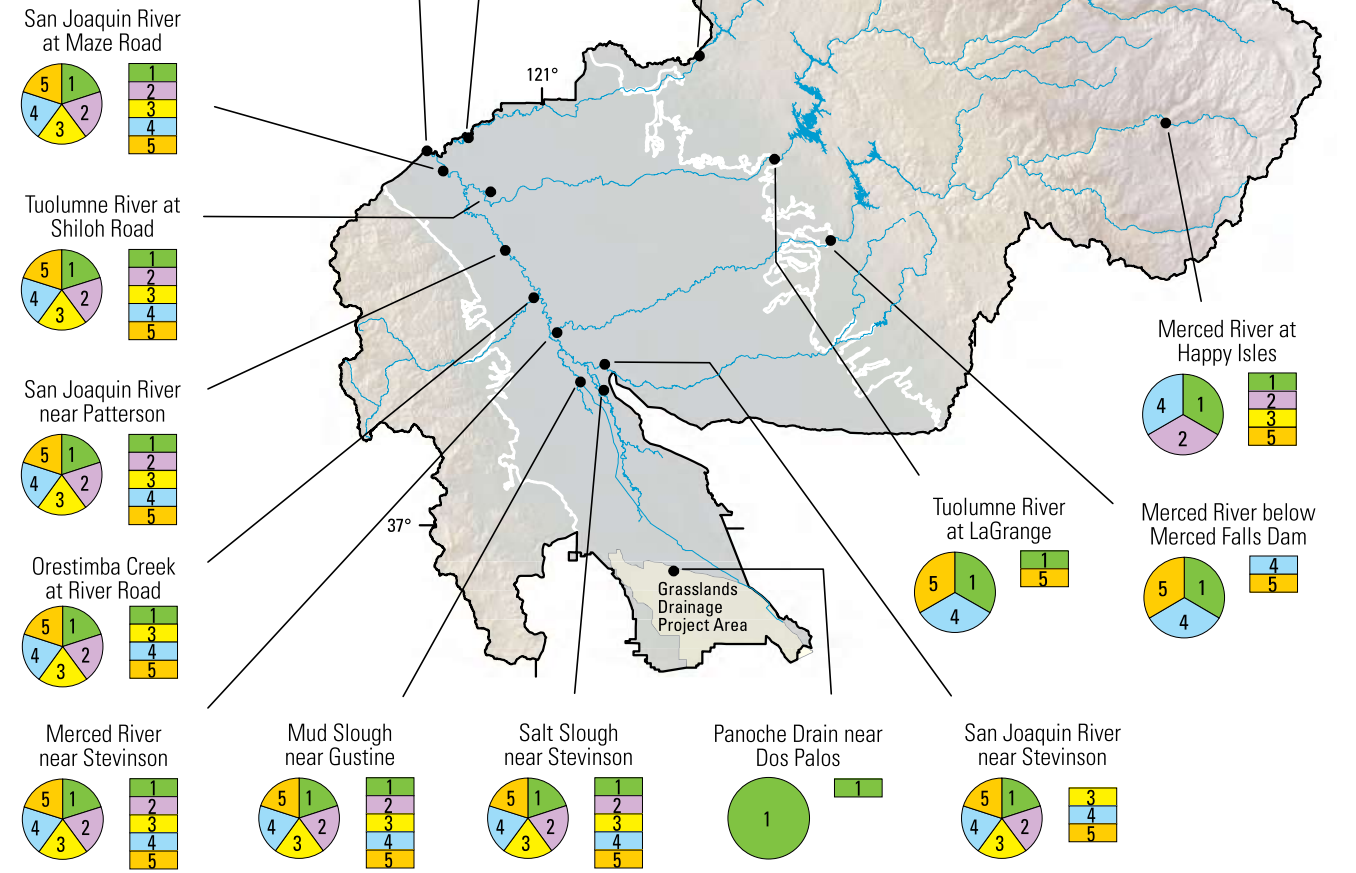 San Joaquin River
at Maze Road
5 1
4 2
3
1
2
3
4
5
121°
Tuolumne River at
Shiloh Road
5 1
4 2
3
1
2
3
4
5
San Joaquin River
near Patterson
5 1
4 2
3
1
2
3
4
5
Orestimba Creek
at River Road
5 1
4 2
3
1
3
4
5
37°
Grasslands
Drainage
Project Area
Merced River at
Happy Isles
4 1
2
1
2
3
5
Tuolumne River
at LaGrange
5 1
4
1
5
Merced River below
Merced Falls Dam
5 1
4
4
5
Merced River
near Stevinson
5 1
4 2
3
1
2
3
4
5
Mud Slough
near Gustine
5 1
4 2
3
1
2
3
4
5
Salt Slough
near Stevinson
5 1
4 2
3
1
2
3
4
5
Panoche Drain near
Dos Palos
1
1
San Joaquin River
near Stevinson
5 1
4 2
3
3
4
5